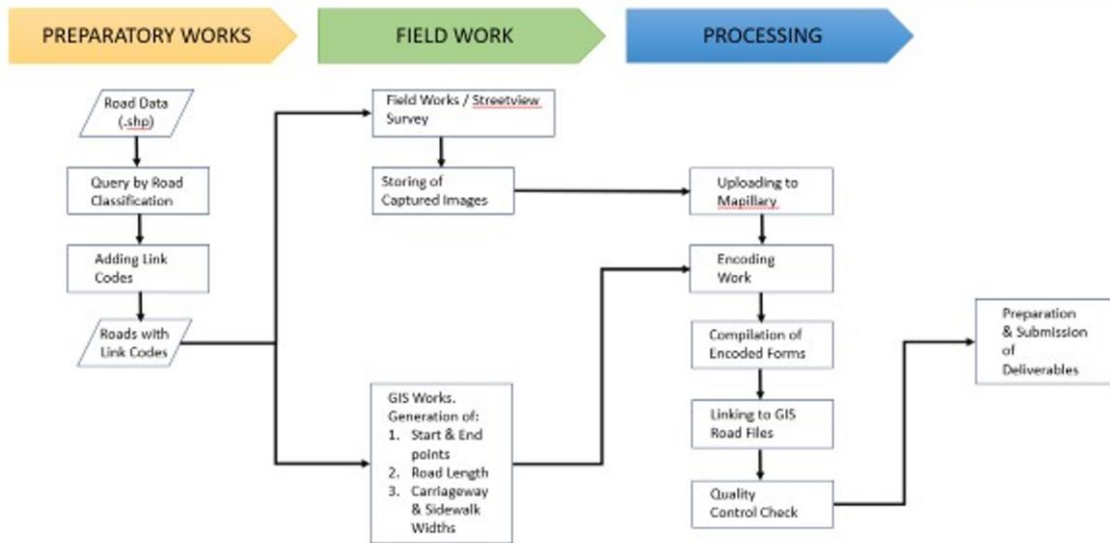 PREPARATORY WORKS
FIELD WORK
PROCESSING
Road Data
(.shp)
Query by Road
Classification
Adding Link
Codes
Roads with
Link Codes
Field Works / Streetview
Survey
Storing of
Captured Images
GIS Works.
Generation of:
1. Start & End
points
2. Road Length
3. Carriageway
& Sidewalk
Widths
Uploading to
Mapillary
Encoding
Work
Compilation of
Encoded Forms
Linking to GIS
Road Files
Quality
Control Check
Preparation
& Submission
of
Deliverables